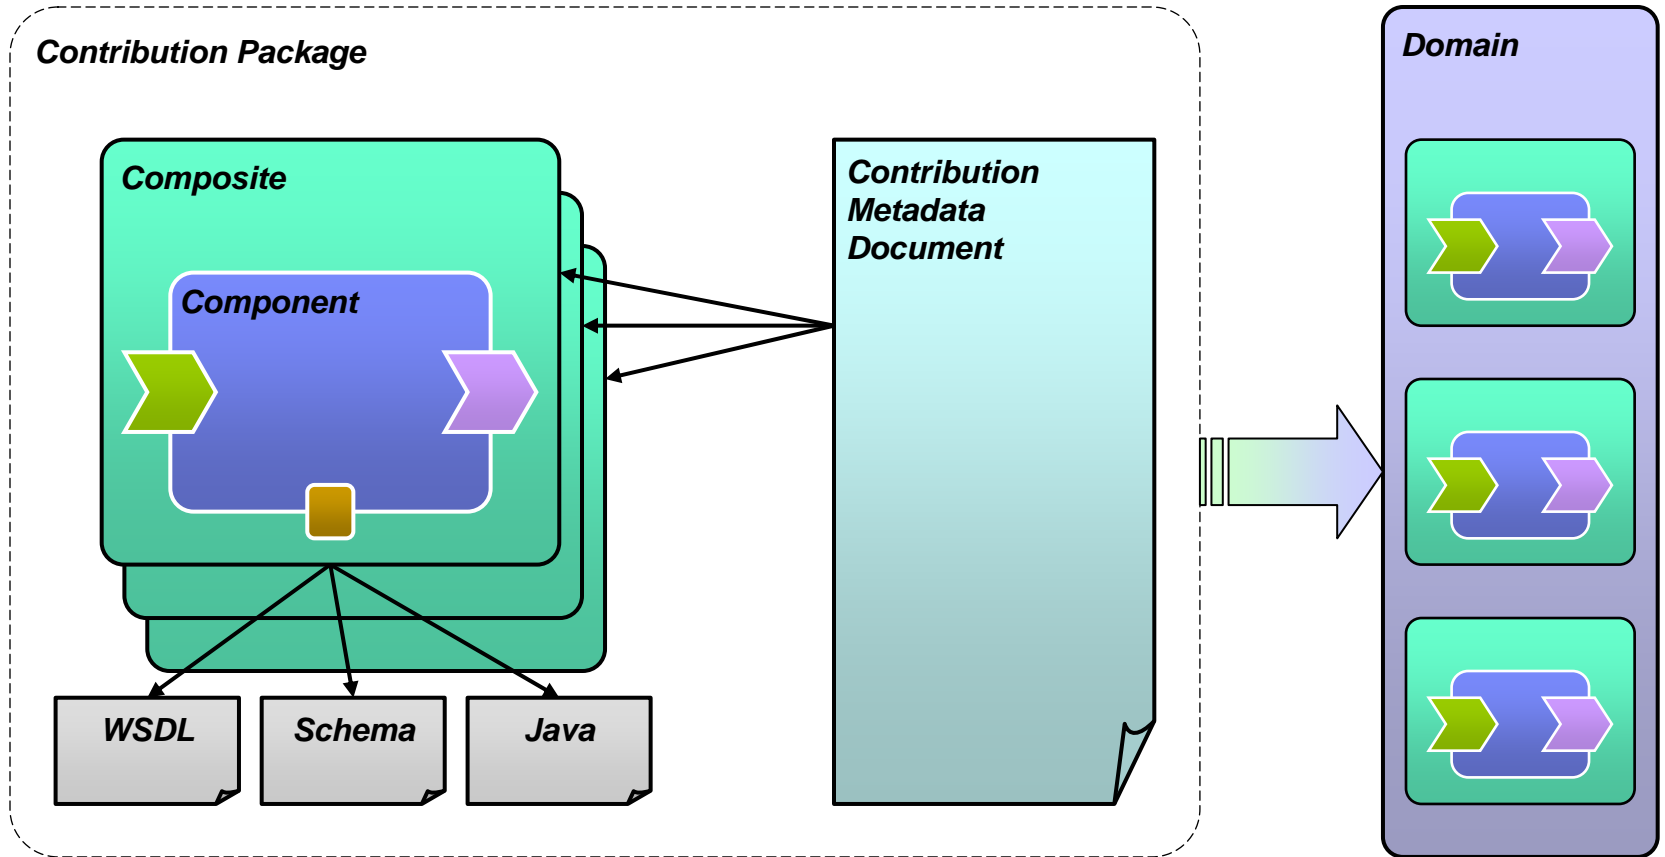 Contribution Package
Domain
Composite
Component
Contribution
Metadata
Document
WSDL
Schema
Java